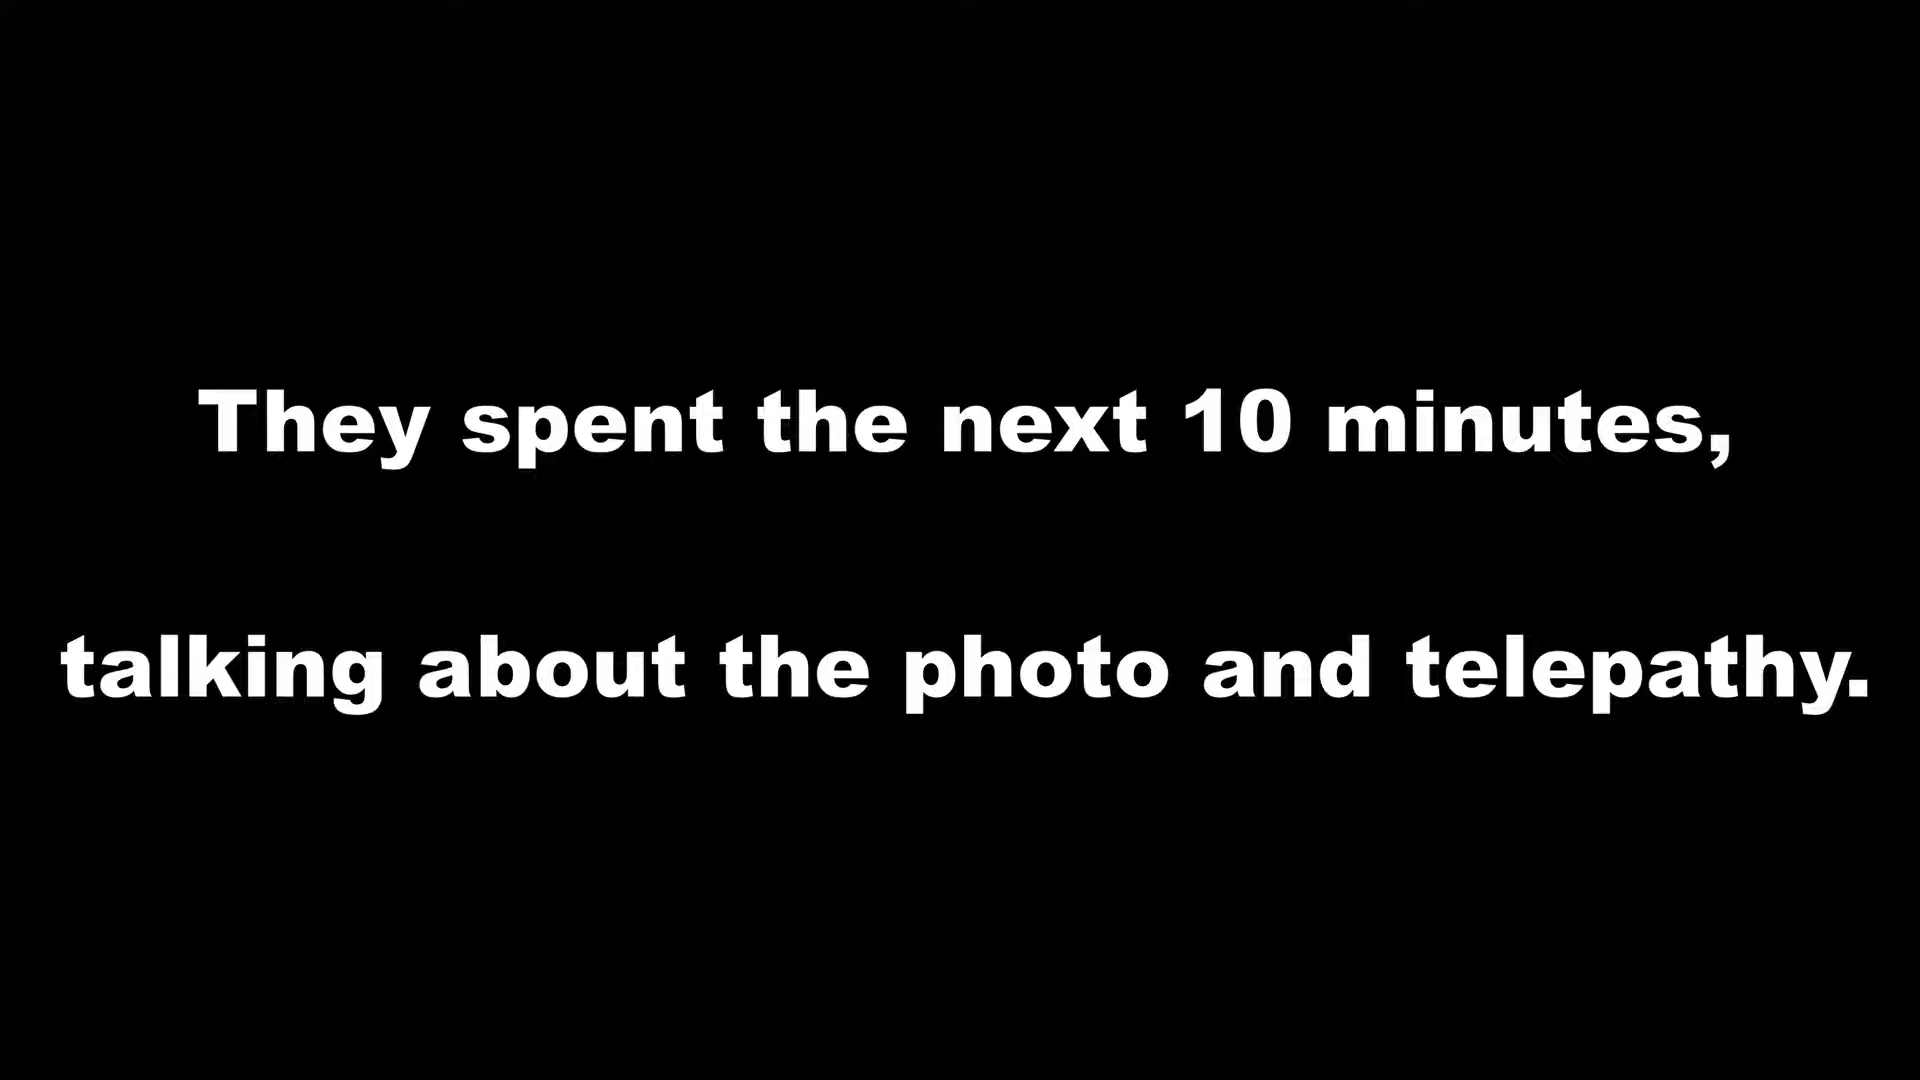 They spent the next 10 minutes,
talking about the photo and telepathy.